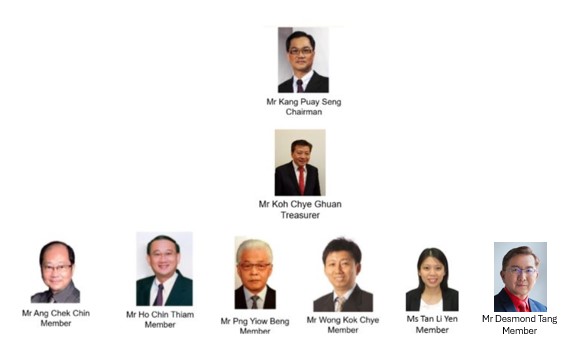 Mr Kang Puay Seng
Chairman
Mr Koh Chye Ghuan
Treasurer
Mr Ang Chek Chin
Member
Mr Ho Chin Thiam
Member
Mr Png Yiow Beng
Member
Mr Wong Kok Chye
Member
Ms Tan Li Yen
Member
Mr Desmond Tang
Member